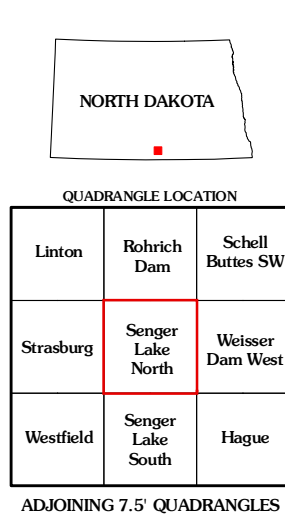 NORTH DAKOTA
QUADRANGLE LOCATION
Linton
Rohrich
Dam
Schell
Buttes SW
Strasburg
Senger
Lake
North
Weisser
Dam West
Westfield
Senger
Lake
South
Hague
ADJOINING 7.5' QUADRANGLES